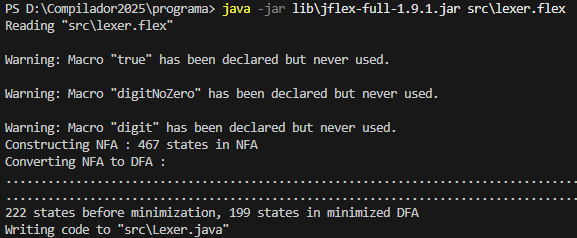 PS D:\Compilador2025\programa> java -jar lib\jflex-full-1.9.1.jar src\lexer.flex
Reading "src\lexer.flex"
Warning: Macro "true" has been declared but never used.
Warning: Macro "digitNoZero" has been declared but never used.
Warning: Macro "digit" has been declared but never used.
Constructing NFA : 467 states in NFA
Converting NFA to DFA :
................................................................................
................................................................................
222 states before minimization, 199 states in minimized DFA
Writing code to "src\Lexer.java"